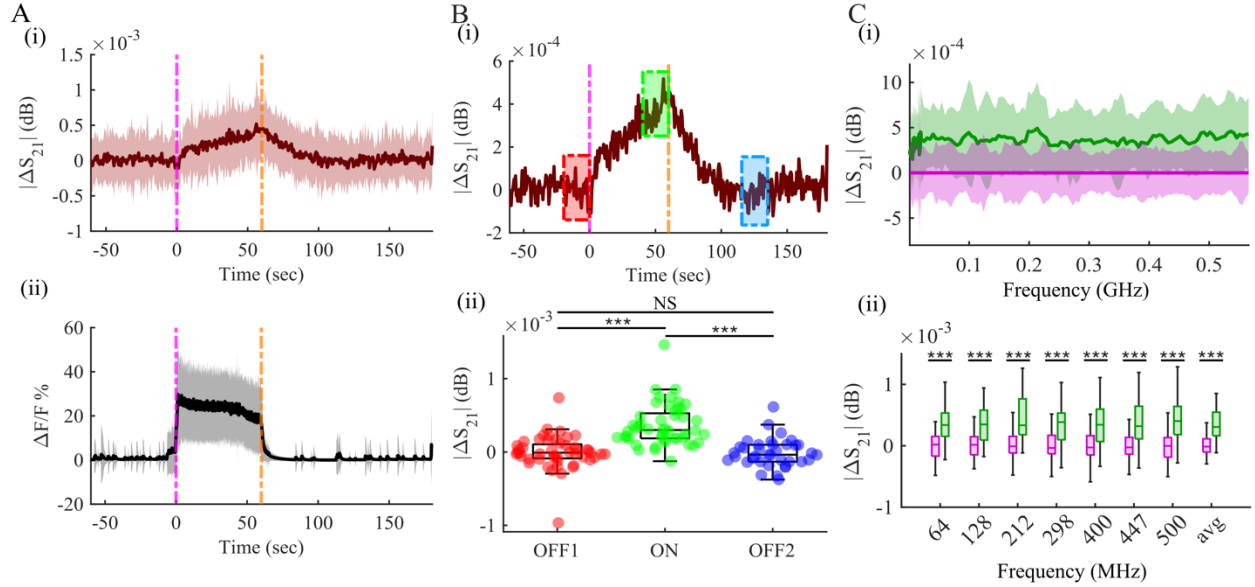 A
(i)
×10⁻³
1.5
1
0.5
0
-0.5
-1
|ΔS₂₁| (dB)
-50 0 50 100 150
Time (sec)
(ii)
60
40
20
0
-20
ΔF/F %
-50 0 50 100 150
Time (sec)
B
(i)
×10⁻⁴
6
4
2
0
-2
|ΔS₂₁| (dB)
-50 0 50 100 150
Time (sec)
(ii)
×10⁻³
NS
*** ***
1
0
-1
|ΔS₂₁| (dB)
OFF1 ON OFF2
C
(i)
×10⁻⁴
10
5
0
-5
|ΔS₂₁| (dB)
0.1 0.2 0.3 0.4 0.5
Frequency (GHz)
(ii)
×10⁻³
*** *** *** *** *** *** *** ***
1
0
-1
|ΔS₂₁| (dB)
64 128 212 298 400 447 500 avg
Frequency (MHz)